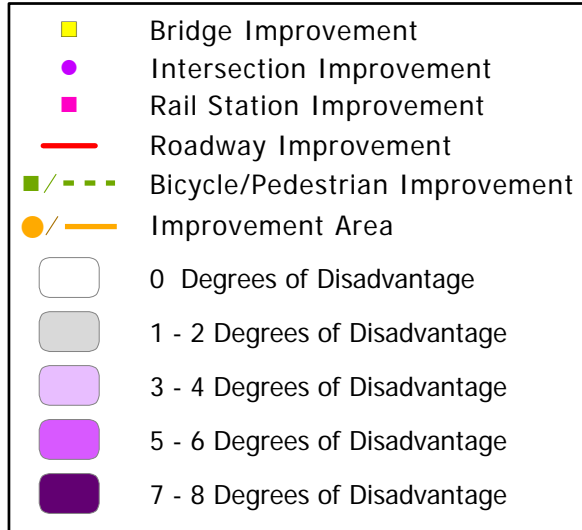 Bridge Improvement
Intersection Improvement
Rail Station Improvement
Roadway Improvement
/ Bicycle/Pedestrian Improvement
/ Improvement Area
0 Degrees of Disadvantage
1 - 2 Degrees of Disadvantage
3 - 4 Degrees of Disadvantage
5 - 6 Degrees of Disadvantage
7 - 8 Degrees of Disadvantage